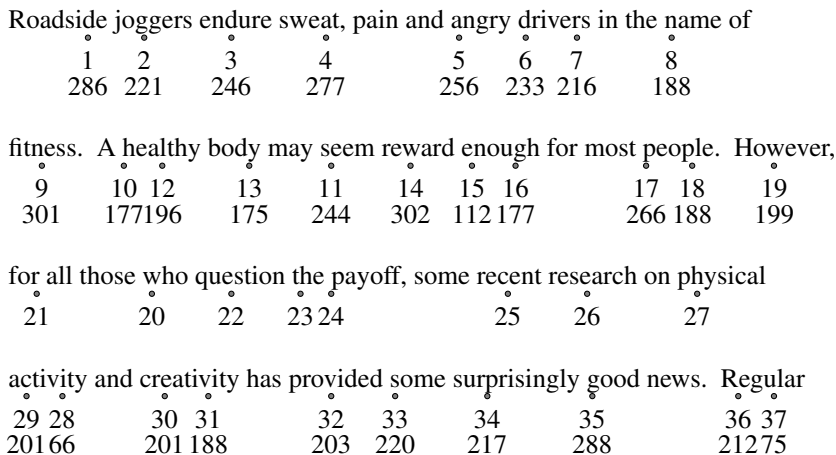 Roadside joggers endure sweat, pain and angry drivers in the name of
1 2 3 4 5 6 7 8
286 221 246 277 256 233 216 188
fitness. A healthy body may seem reward enough for most people. However,
9 10 12 13 11 14 15 16 17 18 19
301 177 196 175 244 302 112 177 266 188 199
for all those who question the payoff, some recent research on physical
21 20 22 23 24 25 26 27
activity and creativity has provided some surprisingly good news. Regular
29 28 30 31 32 33 34 35 36 37
201 66 201 188 203 220 217 288 212 75